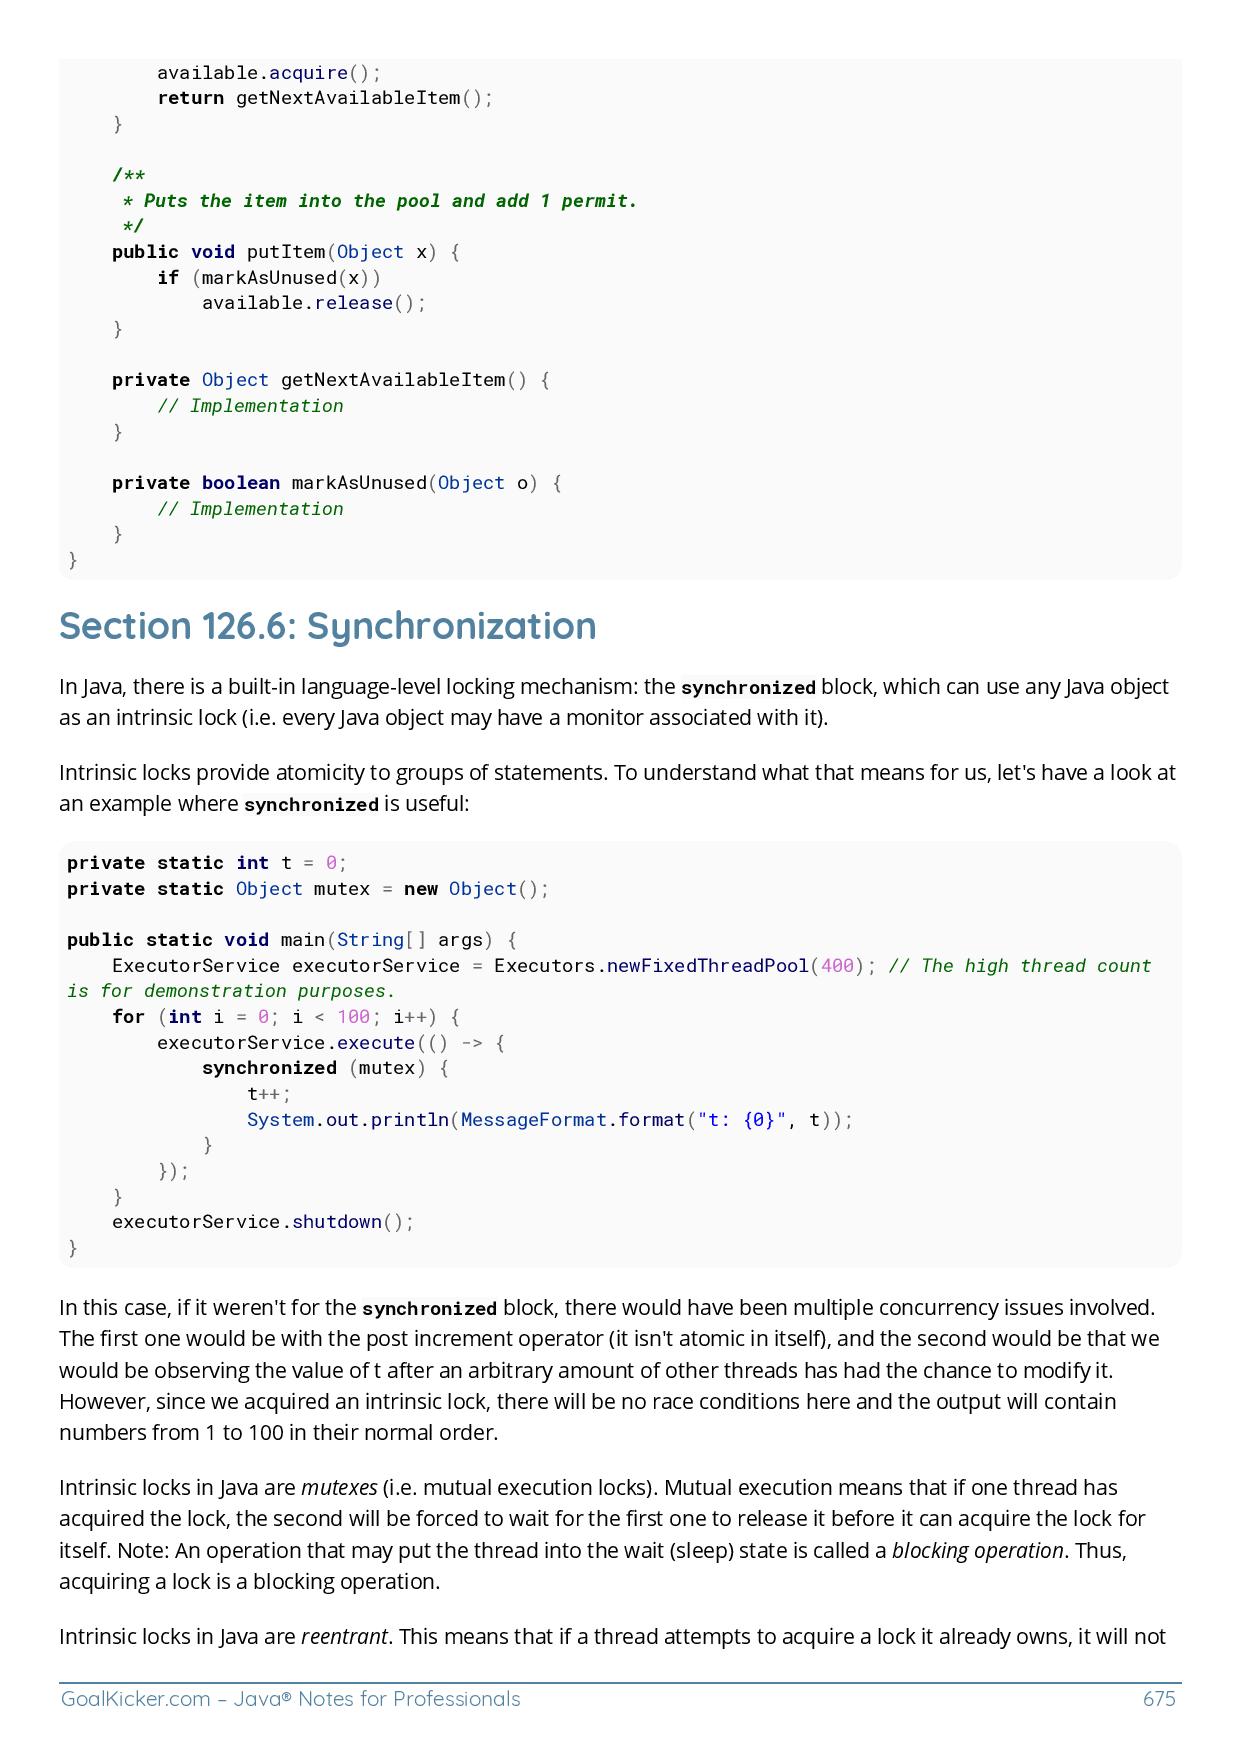 available.acquire();
        return getNextAvailableItem();
    }

    /**
     * Puts the item into the pool and add 1 permit.
     */
    public void putItem(Object x) {
        if (markAsUnused(x))
            available.release();
    }

    private Object getNextAvailableItem() {
        // Implementation
    }

    private boolean markAsUnused(Object o) {
        // Implementation
    }
}
Section 126.6: Synchronization
In Java, there is a built-in language-level locking mechanism: the synchronized block, which can use any Java object
as an intrinsic lock (i.e. every Java object may have a monitor associated with it).
Intrinsic locks provide atomicity to groups of statements. To understand what that means for us, let's have a look at
an example where synchronized is useful:
private static int t = 0;
private static Object mutex = new Object();

public static void main(String[] args) {
    ExecutorService executorService = Executors.newFixedThreadPool(400); // The high thread count
is for demonstration purposes.
    for (int i = 0; i < 100; i++) {
        executorService.execute(() -> {
            synchronized (mutex) {
                t++;
                System.out.println(MessageFormat.format("t: {0}", t));
            }
        });
    }
    executorService.shutdown();
}
In this case, if it weren't for the synchronized block, there would have been multiple concurrency issues involved.
The first one would be with the post increment operator (it isn't atomic in itself), and the second would be that we
would be observing the value of t after an arbitrary amount of other threads has had the chance to modify it.
However, since we acquired an intrinsic lock, there will be no race conditions here and the output will contain
numbers from 1 to 100 in their normal order.
Intrinsic locks in Java are mutexes (i.e. mutual execution locks). Mutual execution means that if one thread has
acquired the lock, the second will be forced to wait for the first one to release it before it can acquire the lock for
itself. Note: An operation that may put the thread into the wait (sleep) state is called a blocking operation. Thus,
acquiring a lock is a blocking operation.
Intrinsic locks in Java are reentrant. This means that if a thread attempts to acquire a lock it already owns, it will not
GoalKicker.com – Java® Notes for Professionals 675